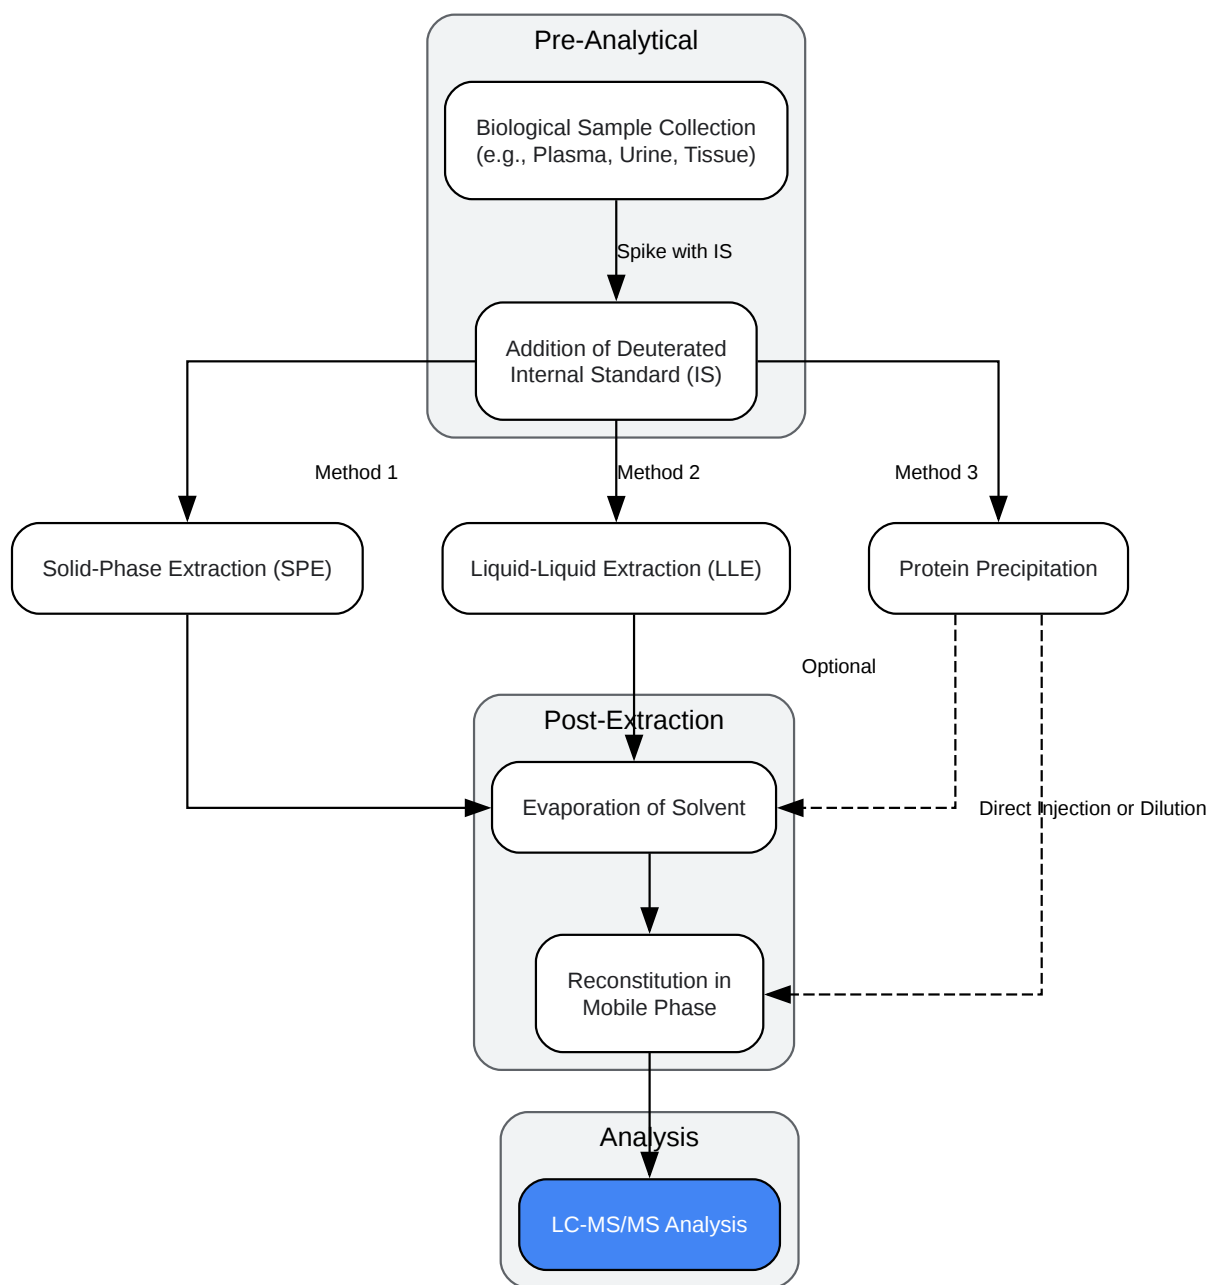 Pre-Analytical
Biological Sample Collection
(e.g., Plasma, Urine, Tissue)
Spike with IS
Addition of Deuterated
Internal Standard (IS)
Method 1
Method 2
Method 3
Solid-Phase Extraction (SPE)
Liquid-Liquid Extraction (LLE)
Protein Precipitation
Optional
Post-Extraction
Evaporation of Solvent
Direct Injection or Dilution
Reconstitution in
Mobile Phase
Analysis
LC-MS/MS Analysis